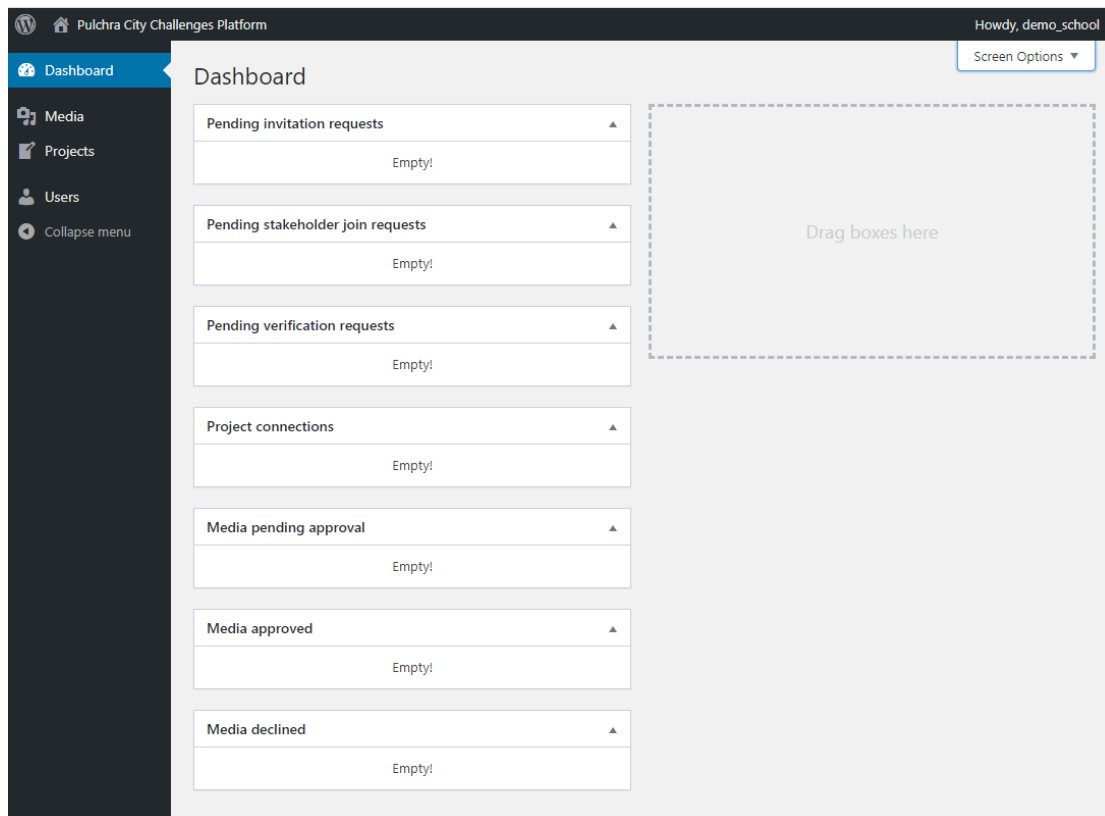 Pulchra City Challenges Platform
Howdy, demo_school
Dashboard
Media
Projects
Users
Collapse menu
Screen Options
Dashboard
Pending invitation requests
Empty!
Pending stakeholder join requests
Empty!
Pending verification requests
Empty!
Project connections
Empty!
Media pending approval
Empty!
Media approved
Empty!
Media declined
Empty!
Drag boxes here